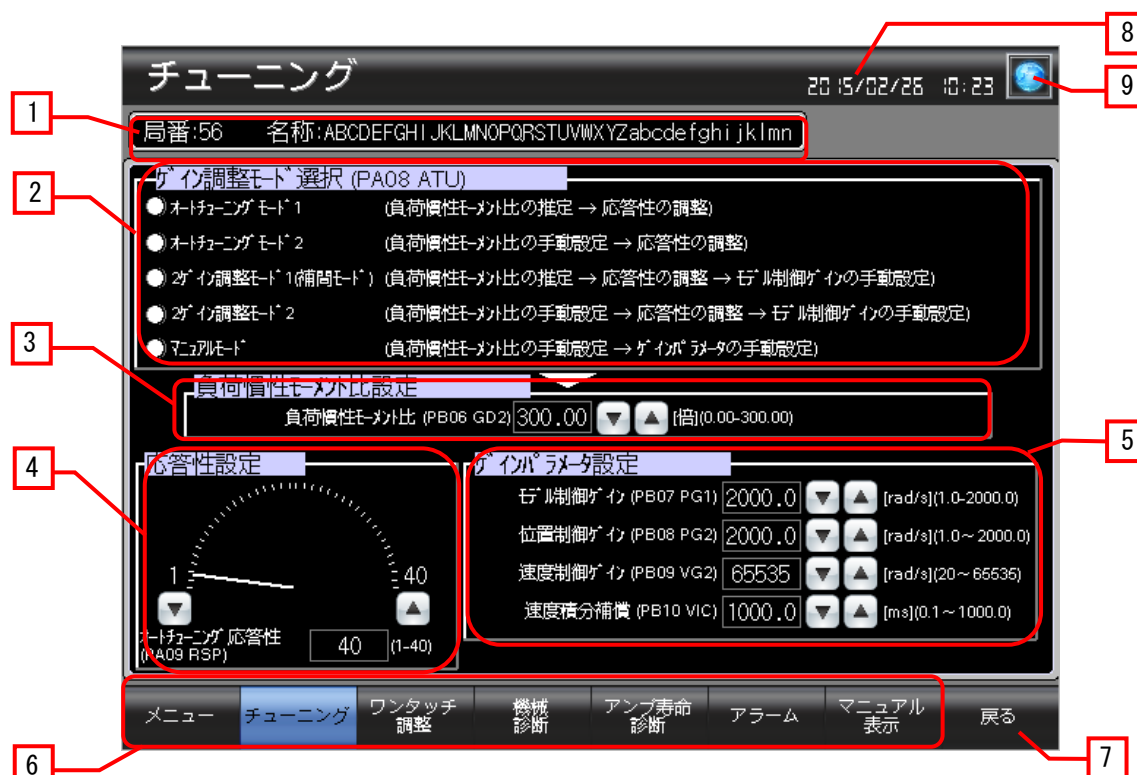 8
チューニング 2015/02/26 10:23
9
1
局番:56 名称:ABCDEFGHIJKLMNOPQRSTUVWXYZabcdefghijklmn
2
ｹﾞｲﾝ調整ﾓｰﾄﾞ選択 (PA08 ATU)
ｵｰﾄﾁｭｰﾆﾝｸﾞﾓｰﾄﾞ1 (負荷慣性ﾓｰﾒﾝﾄ比の推定 → 応答性の調整)
ｵｰﾄﾁｭｰﾆﾝｸﾞﾓｰﾄﾞ2 (負荷慣性ﾓｰﾒﾝﾄ比の手動設定 → 応答性の調整)
2ｹﾞｲﾝ調整ﾓｰﾄﾞ1(補間ﾓｰﾄﾞ) (負荷慣性ﾓｰﾒﾝﾄ比の推定 → 応答性の調整 → ﾓﾃﾞﾙ制御ｹﾞｲﾝの手動設定)
2ｹﾞｲﾝ調整ﾓｰﾄﾞ2 (負荷慣性ﾓｰﾒﾝﾄ比の手動設定 → 応答性の調整 → ﾓﾃﾞﾙ制御ｹﾞｲﾝの手動設定)
ﾏﾆｭｱﾙﾓｰﾄﾞ (負荷慣性ﾓｰﾒﾝﾄ比の手動設定 → ｹﾞｲﾝﾊﾟﾗﾒｰﾀの手動設定)
3
負荷慣性ﾓｰﾒﾝﾄ比設定
負荷慣性ﾓｰﾒﾝﾄ比 (PB06 GD2) 300.00 ▼ ▲ [倍](0.00-300.00)
4
応答性設定
1 40
▼ ▲
ｵｰﾄﾁｭｰﾆﾝｸﾞ応答性
(PA09 RSP) 40 (1-40)
5
ｹﾞｲﾝﾊﾟﾗﾒｰﾀ設定
ﾓﾃﾞﾙ制御ｹﾞｲﾝ (PB07 PG1) 2000.0 ▼ ▲ [rad/s](1.0-2000.0)
位置制御ｹﾞｲﾝ (PB08 PG2) 2000.0 ▼ ▲ [rad/s](1.0～2000.0)
速度制御ｹﾞｲﾝ (PB09 VG2) 65535 ▼ ▲ [rad/s](20～65535)
速度積分補償 (PB10 VIC) 1000.0 ▼ ▲ [ms](0.1～1000.0)
メニュー
チューニング
ワンタッチ
調整
機械
診断
アンプ寿命
診断
アラーム
マニュアル
表示
戻る
6
7